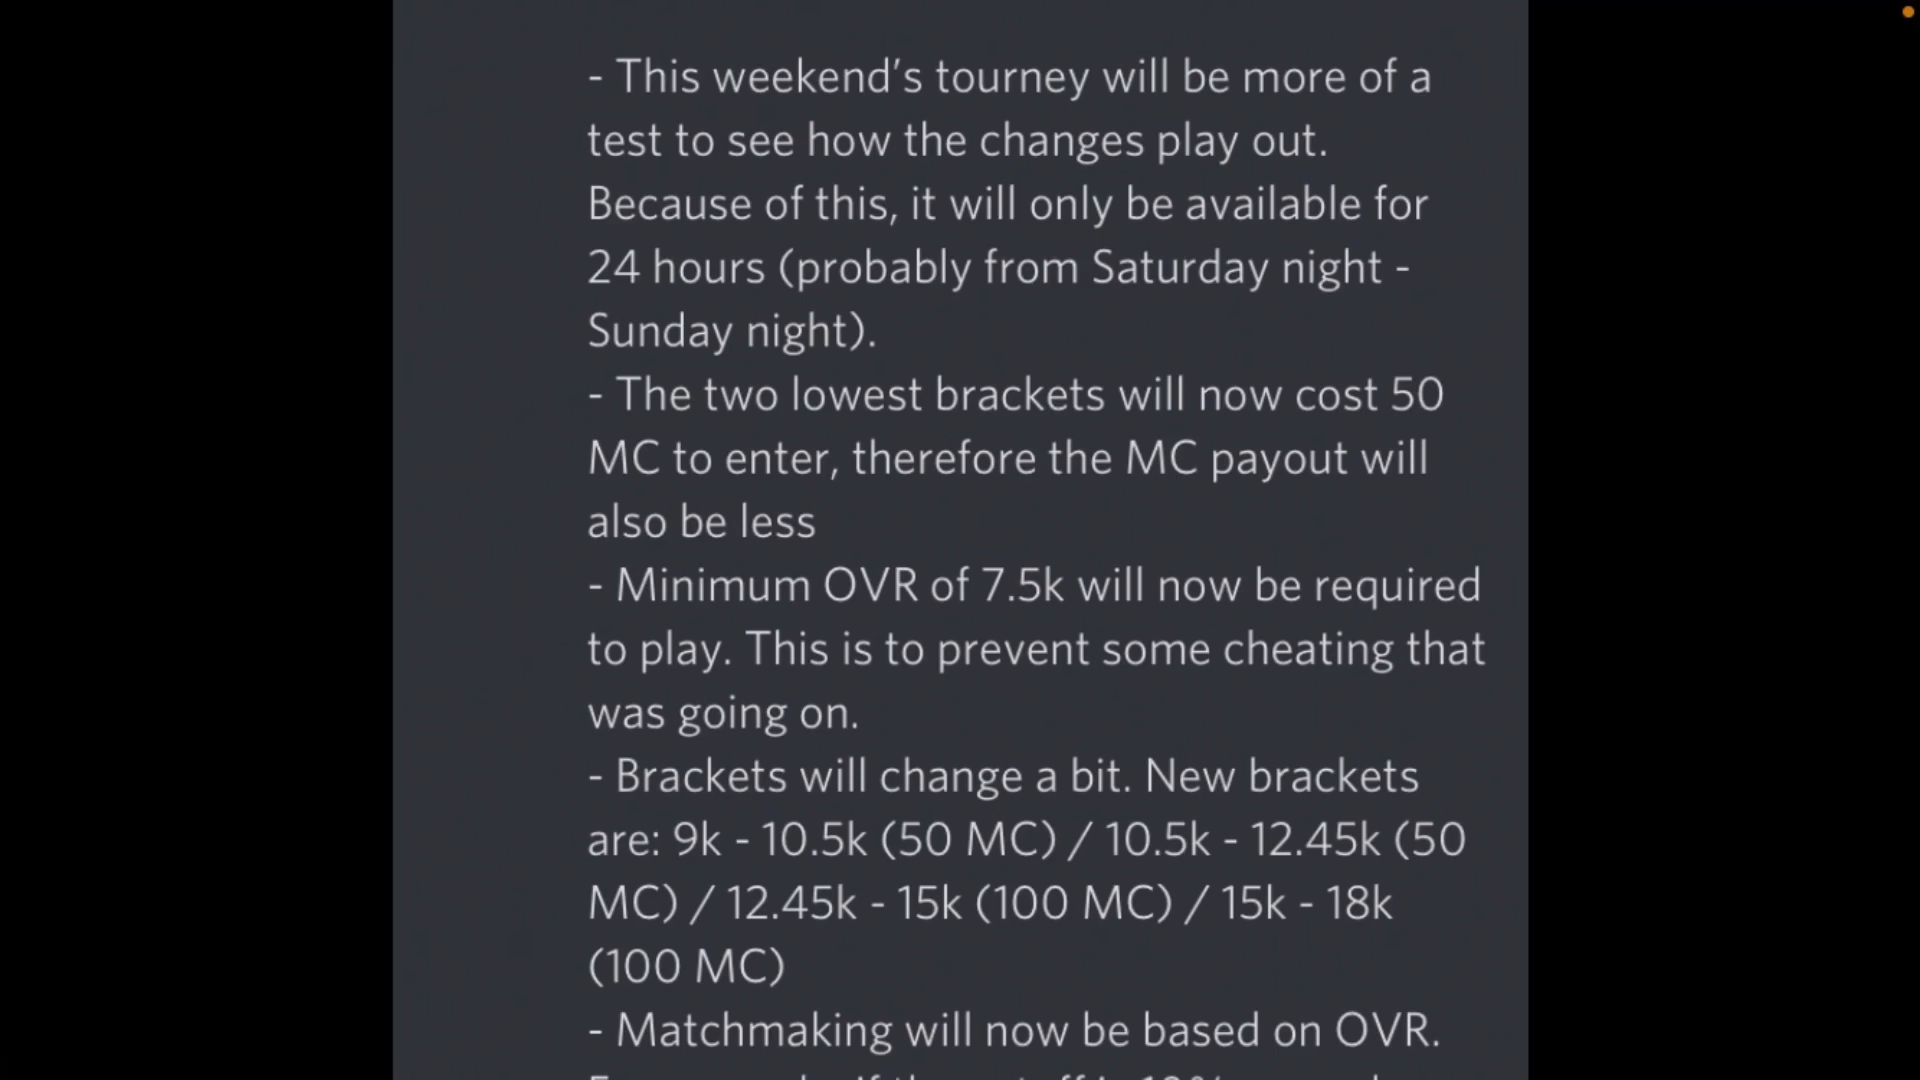 - This weekend’s tourney will be more of a
test to see how the changes play out.
Because of this, it will only be available for
24 hours (probably from Saturday night -
Sunday night).
- The two lowest brackets will now cost 50
MC to enter, therefore the MC payout will
also be less
- Minimum OVR of 7.5k will now be required
to play. This is to prevent some cheating that
was going on.
- Brackets will change a bit. New brackets
are: 9k - 10.5k (50 MC) / 10.5k - 12.45k (50
MC) / 12.45k - 15k (100 MC) / 15k - 18k
(100 MC)
- Matchmaking will now be based on OVR.